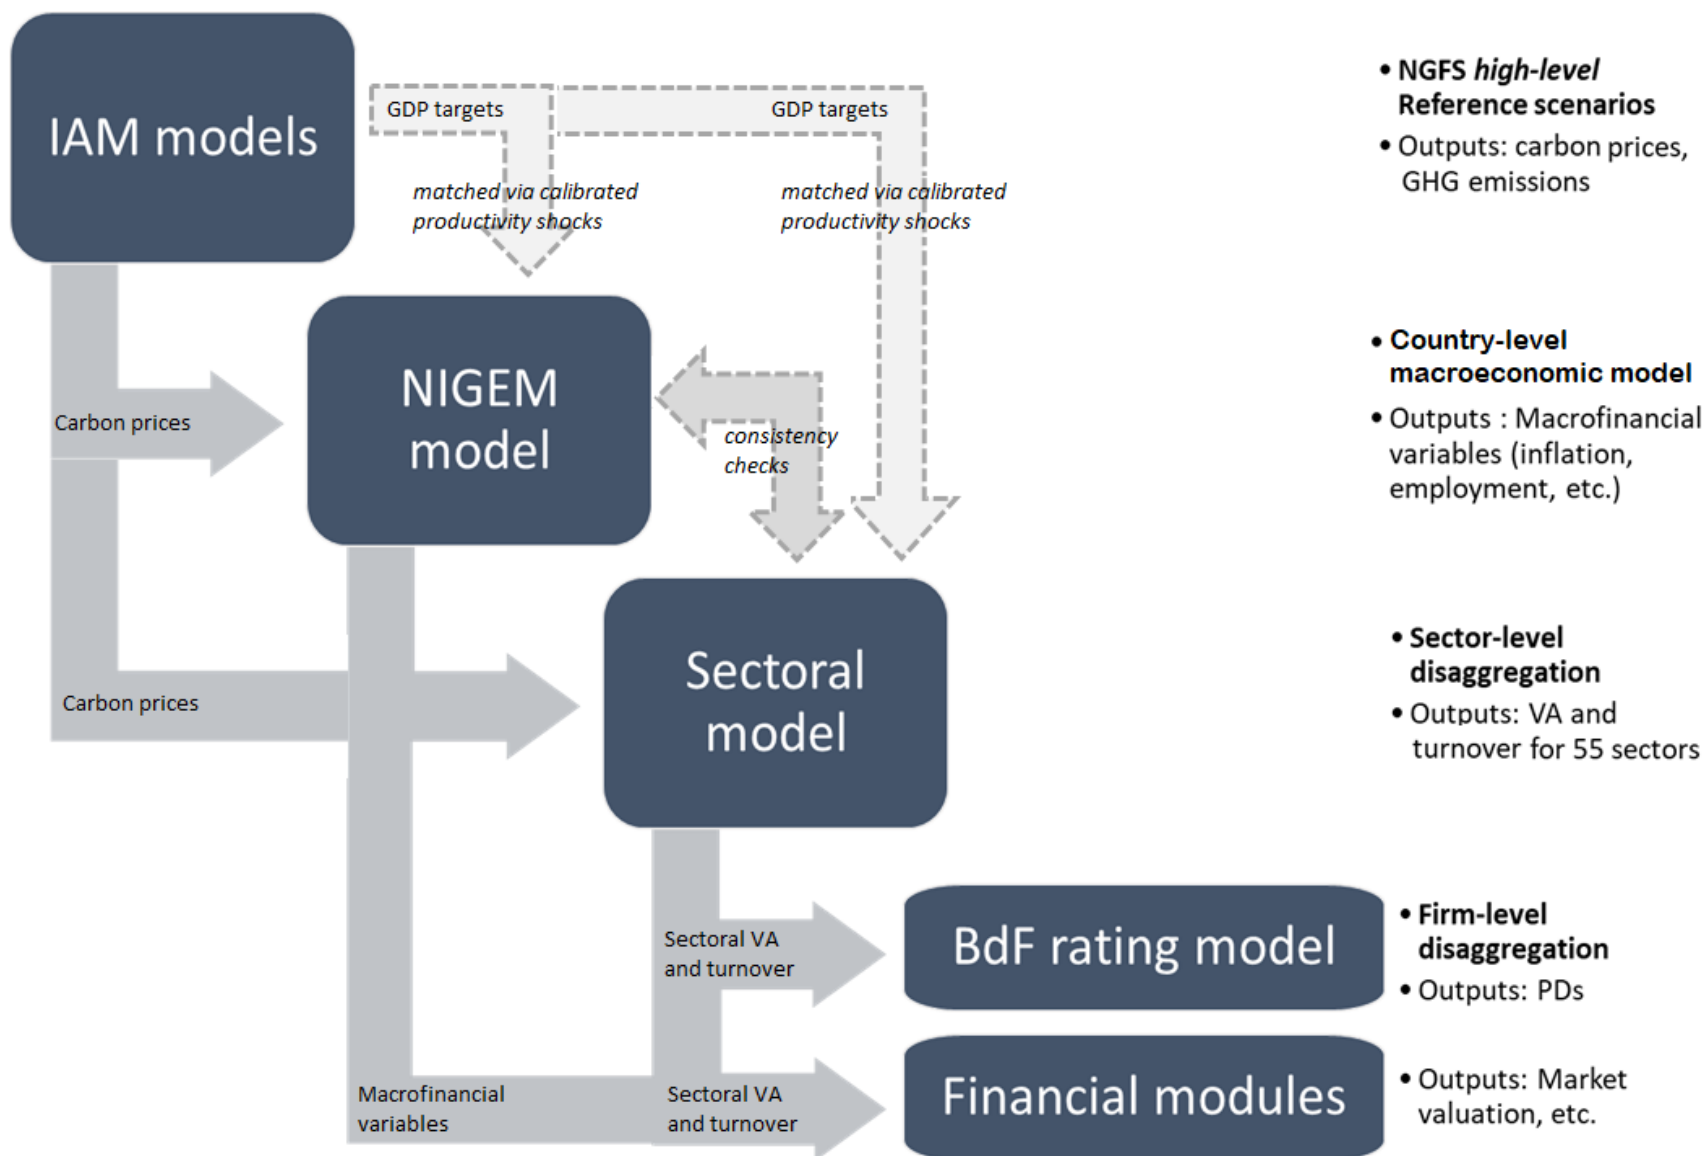 IAM models
GDP targets
GDP targets
matched via calibrated
productivity shocks
matched via calibrated
productivity shocks
• NGFS high-level
Reference scenarios
• Outputs: carbon prices,
GHG emissions
NIGEM
model
Carbon prices
consistency
checks
• Country-level
macroeconomic model
• Outputs : Macrofinancial
variables (inflation,
employment, etc.)
Sectoral
model
Carbon prices
• Sector-level
disaggregation
• Outputs: VA and
turnover for 55 sectors
Sectoral VA
and turnover
BdF rating model
• Firm-level
disaggregation
• Outputs: PDs
Macrofinancial
variables
Sectoral VA
and turnover
Financial modules
• Outputs: Market
valuation, etc.